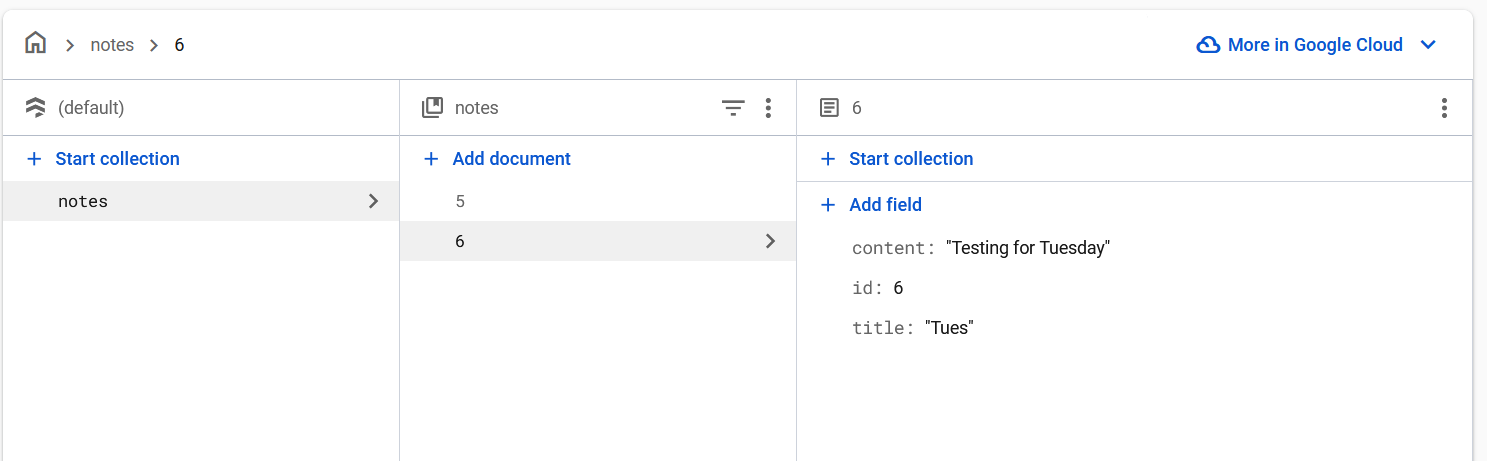 notes 6 More in Google Cloud
(default)
Start collection
notes
notes
Add document
5
6
6
Start collection
Add field
content: "Testing for Tuesday"
id: 6
title: "Tues"